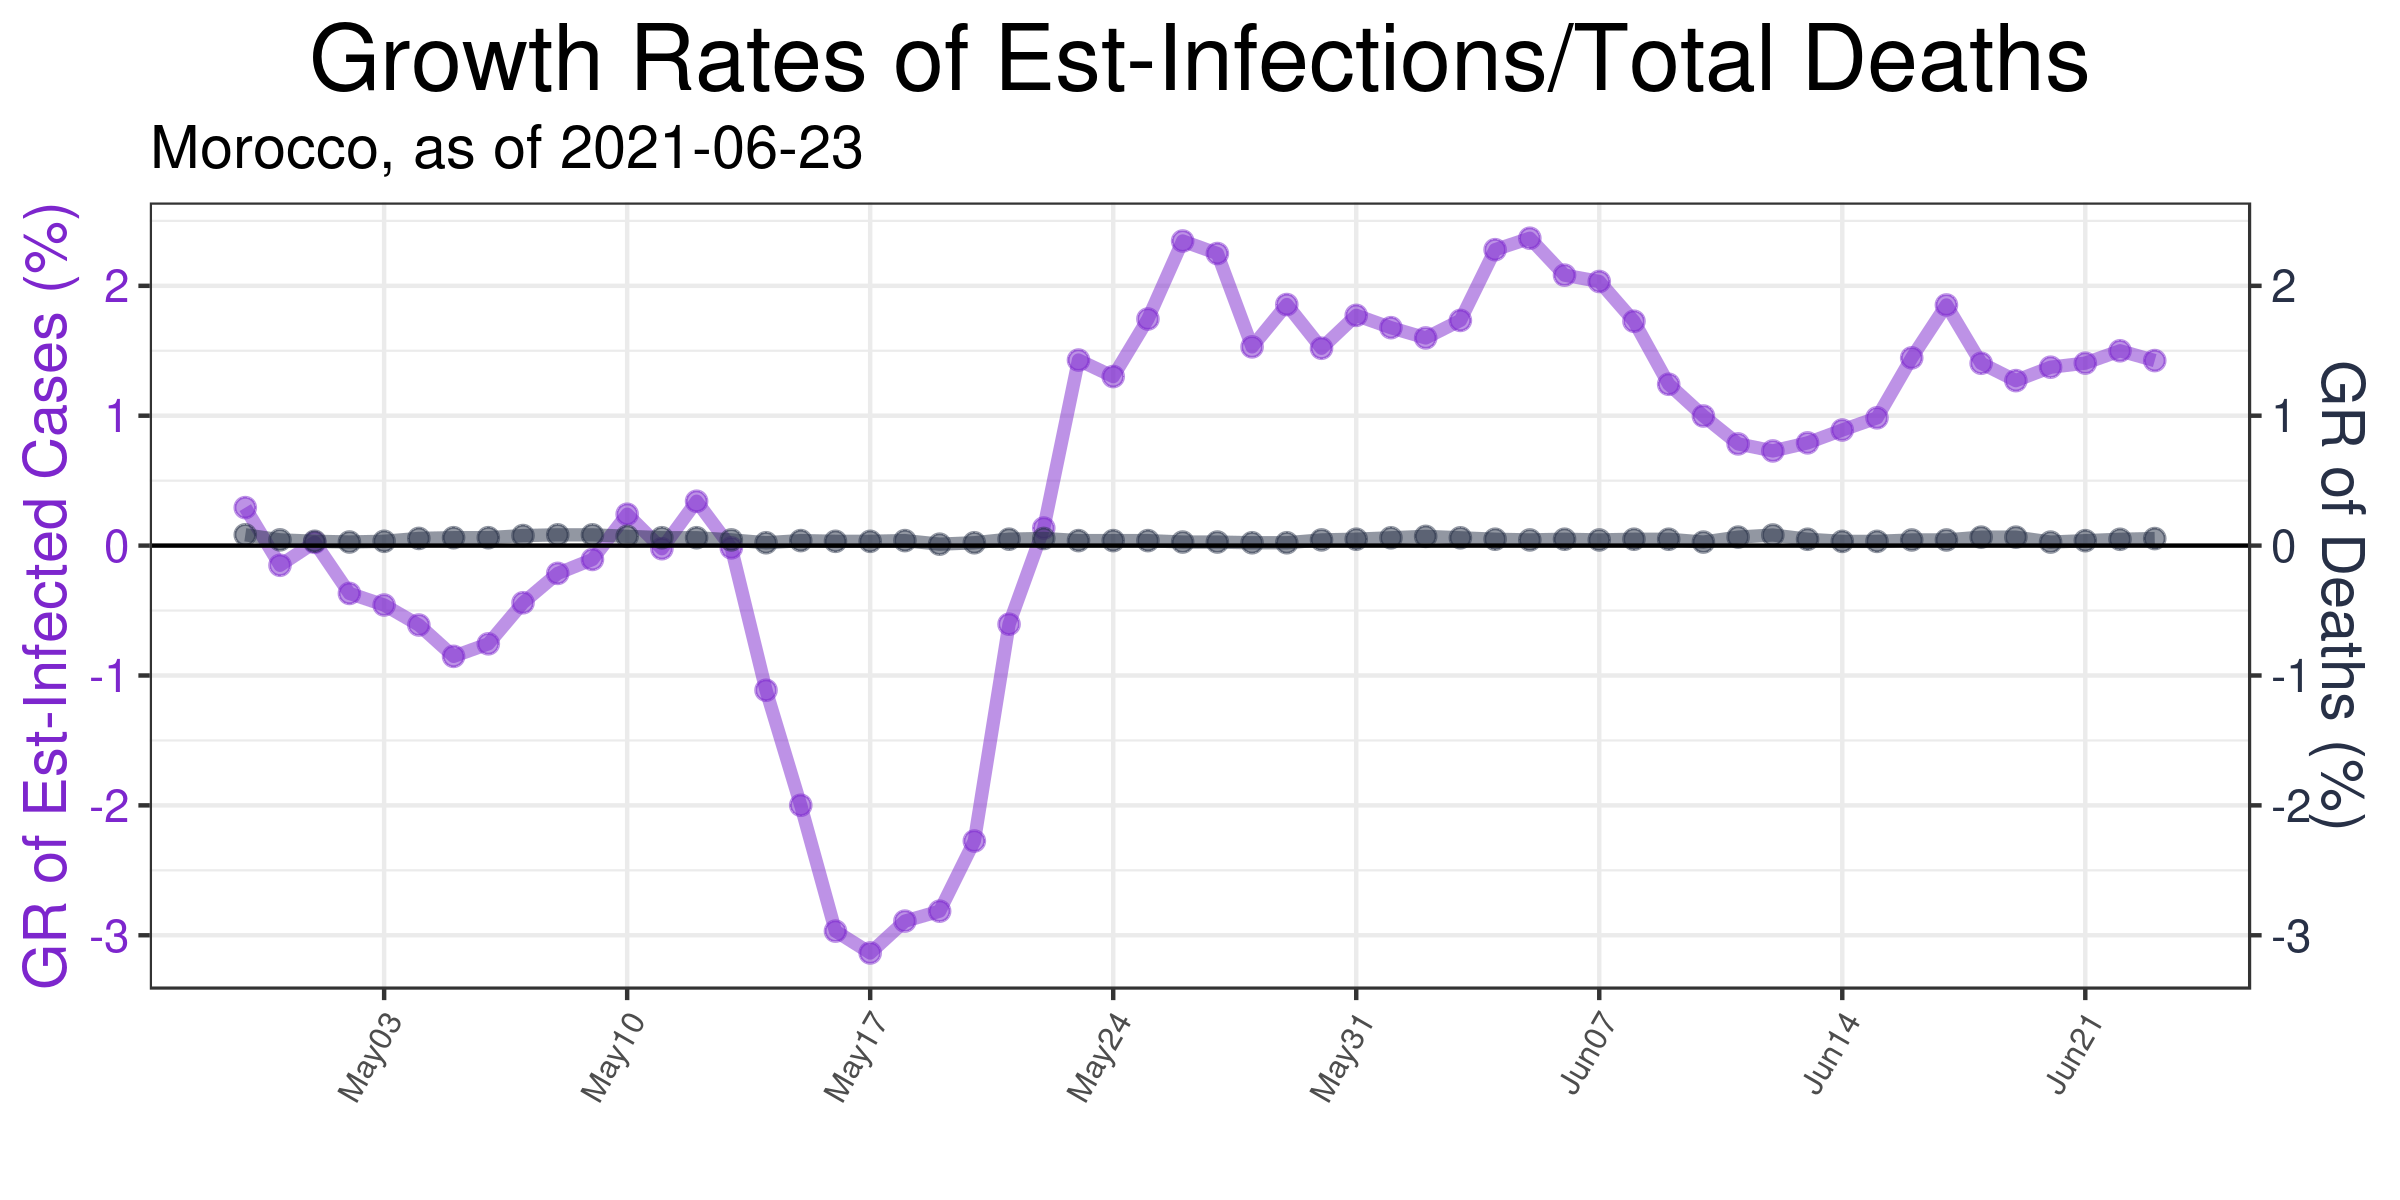 Growth Rates of Est-Infections/Total Deaths
Morocco, as of 2021-06-23
GR of Est-Infected Cases (%)
2
1
0
-1
-2
-3
2
1
0
-1
-2
-3
GR of Deaths (%)
May03
May10
May17
May24
May31
Jun07
Jun14
Jun21